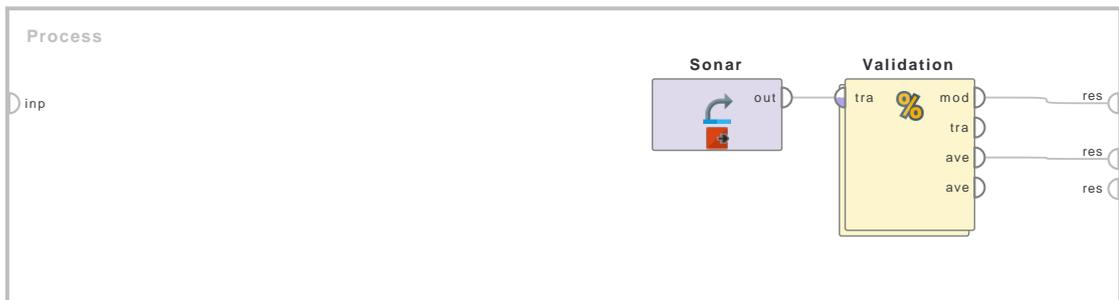 Process
Sonar
Validation
inp
out
tra
mod
res
tra
ave
res
ave
res